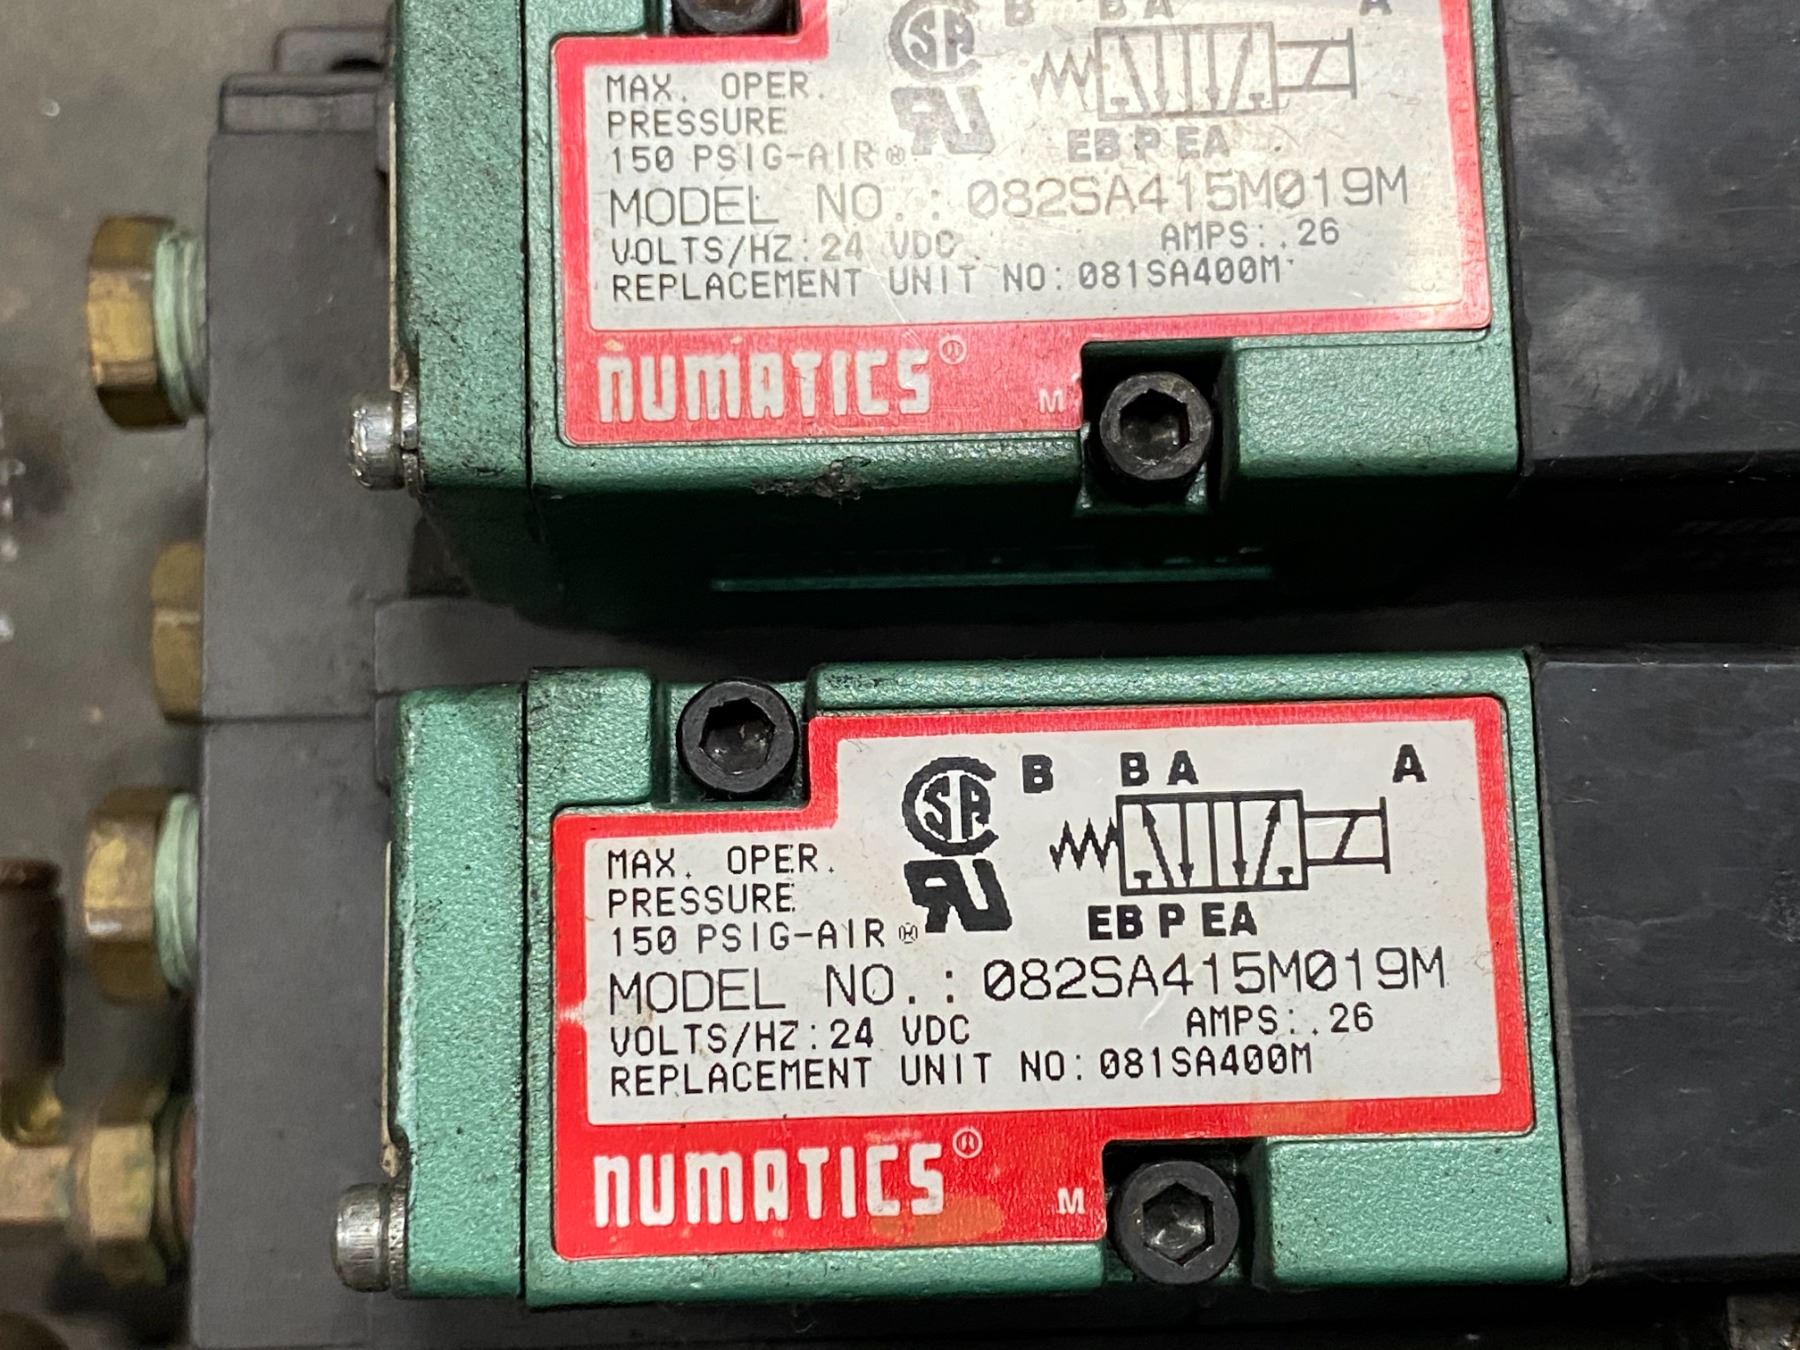 B B A A
MAX. OPER.
PRESSURE
150 PSIG-AIR
EB P EA
MODEL NO.: 082SA415M019M
VOLTS/HZ:24 VDC AMPS:.26
REPLACEMENT UNIT NO:081SA400M
NUMATICS® M
B B A A
MAX. OPER.
PRESSURE
150 PSIG-AIR
EB P EA
MODEL NO.: 082SA415M019M
VOLTS/HZ:24 VDC AMPS:.26
REPLACEMENT UNIT NO:081SA400M
NUMATICS® M